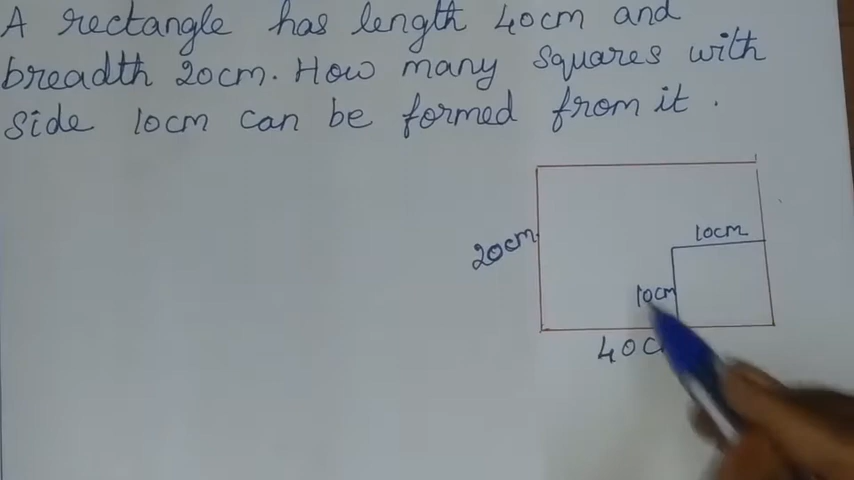 A rectangle has length 40cm and
breadth 20cm. How many squares with
side 10cm can be formed from it.
10cm
20cm
10cm
40c